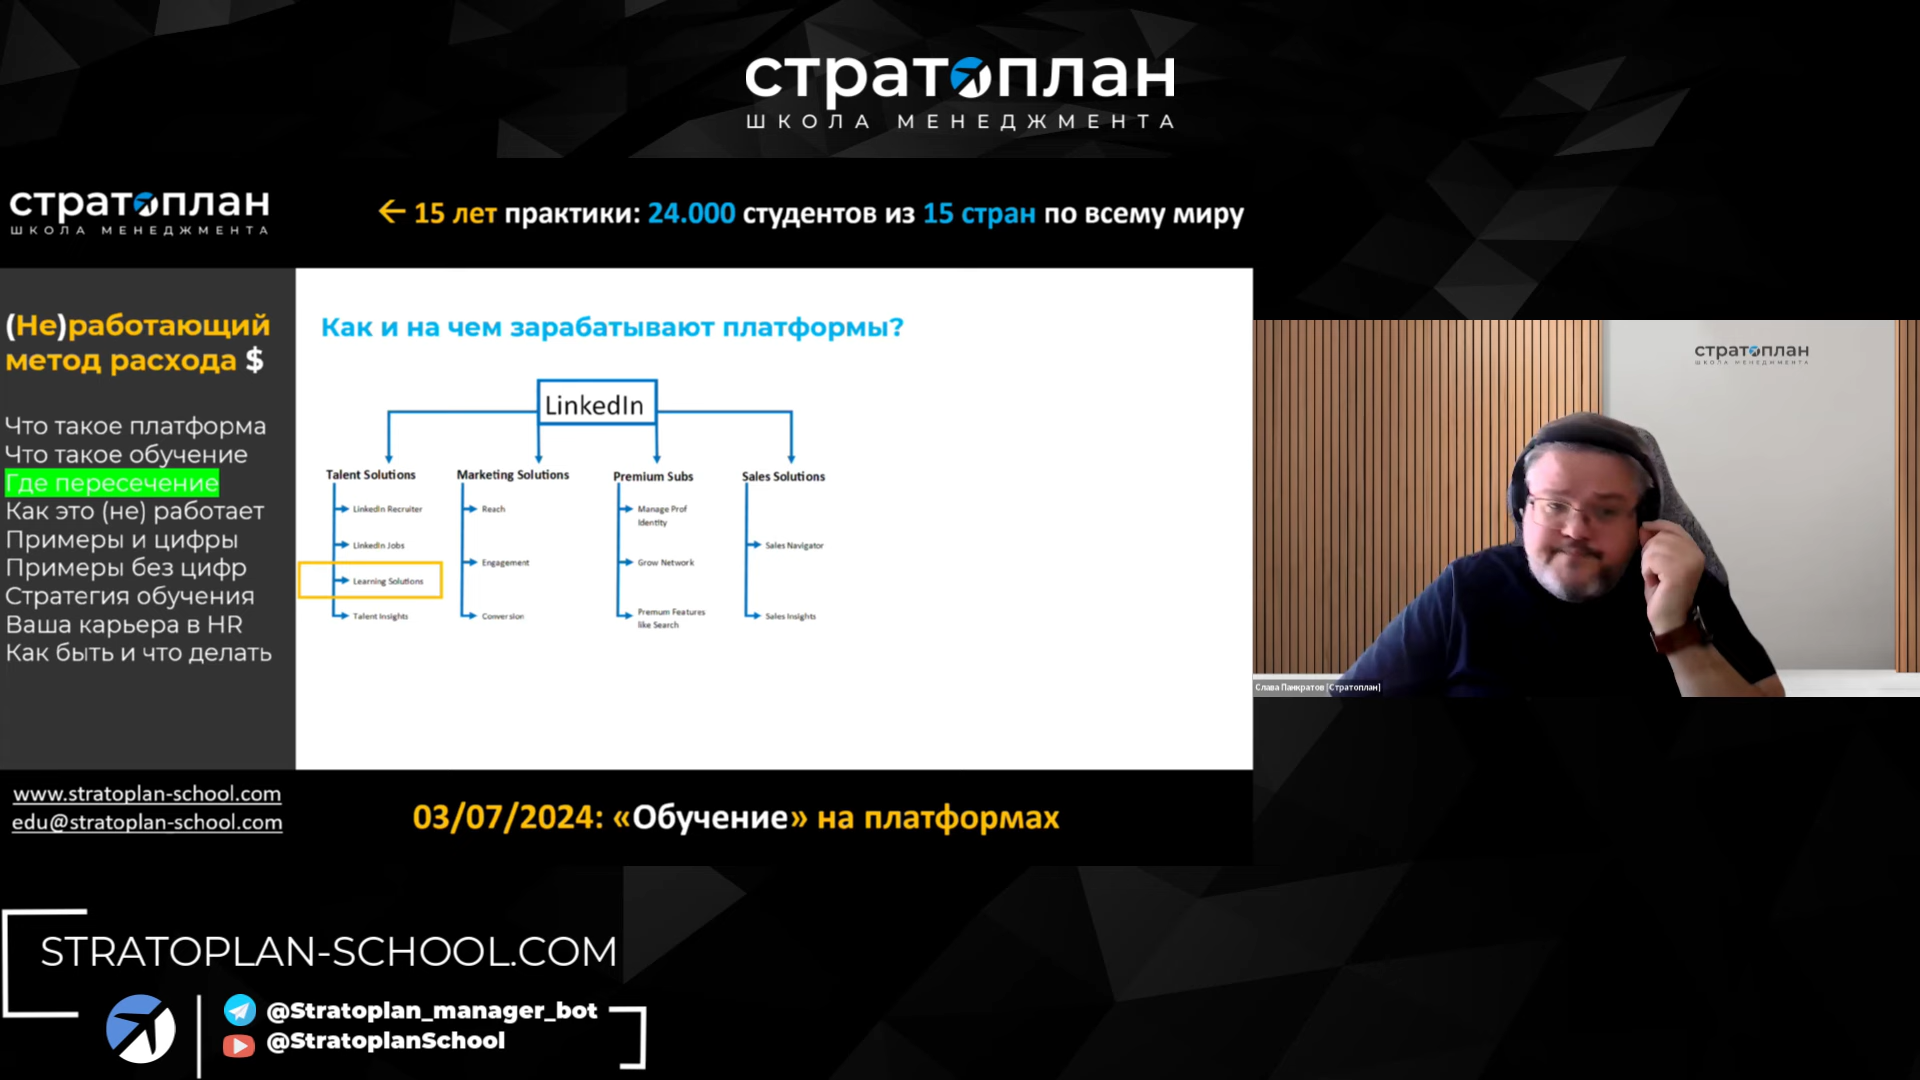 стратоплан
ШКОЛА МЕНЕДЖМЕНТА
стратоплан
ШКОЛА МЕНЕДЖМЕНТА
← 15 лет практики: 24.000 студентов из 15 стран по всему миру
(Не)работающий
метод расхода $
Что такое платформа
Что такое обучение
Где пересечение
Как это (не) работает
Примеры и цифры
Примеры без цифр
Стратегия обучения
Ваша карьера в HR
Как быть и что делать
Как и на чем зарабатывают платформы?
LinkedIn
Talent Solutions
LinkedIn Recruiter
LinkedIn Jobs
Learning Solutions
Talent Insights
Marketing Solutions
Reach
Engagement
Conversion
Premium Subs
Manage Prof
Identity
Grow Network
Premum Features
like Search
Sales Solutions
Sales Navigator
Sales Insights
стратоплан
ШКОЛА МЕНЕДЖМЕНТА
Слава Панкратов [Стратоплан]
www.stratoplan-school.com
edu@stratoplan-school.com
03/07/2024: «Обучение» на платформах
STRATOPLAN-SCHOOL.COM
@Stratoplan_manager_bot
@StratoplanSchool